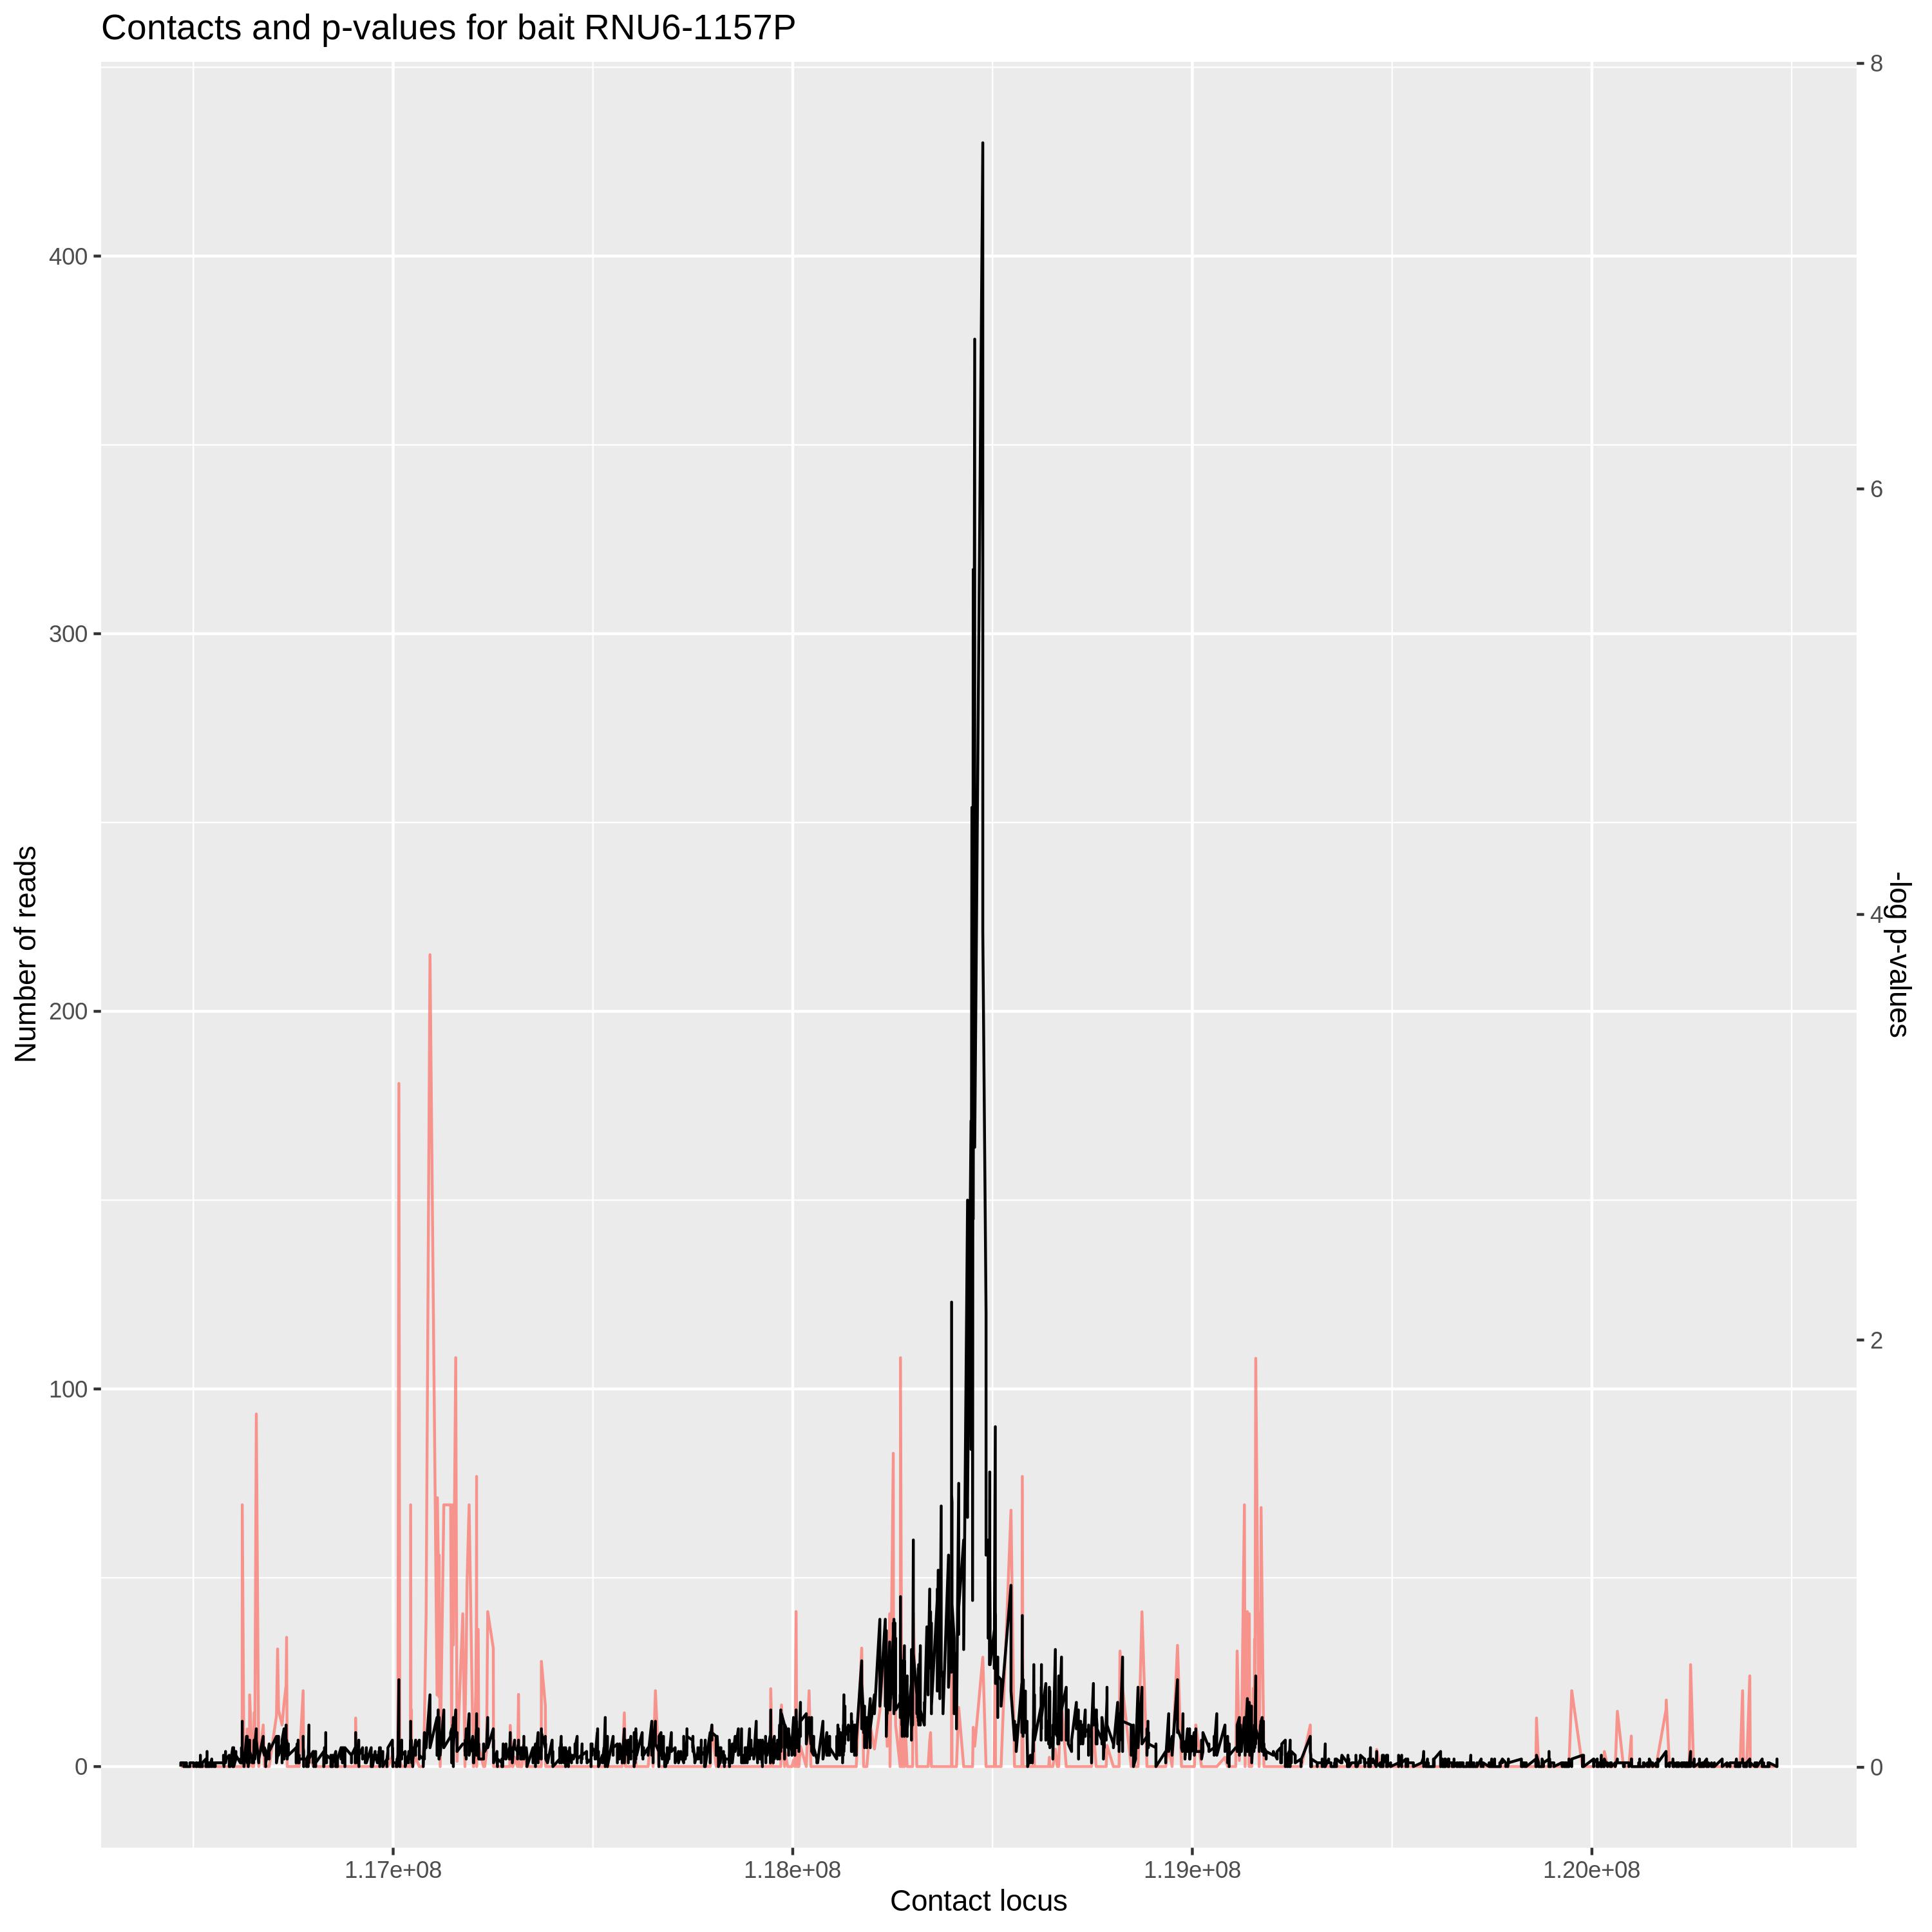 Contacts and p-values for bait RNU6-1157P
Number of reads
400
300
200
100
0
8
6
4
2
0
-log p-values
1.17e+08
1.18e+08
1.19e+08
1.20e+08
Contact locus